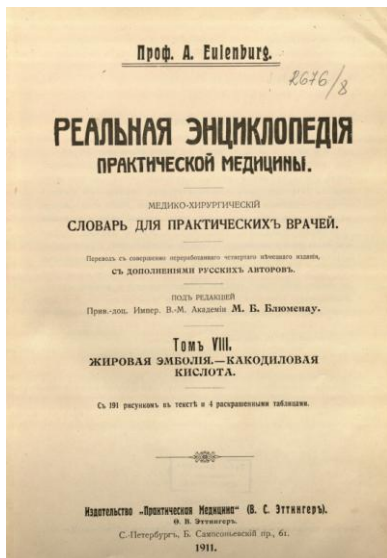 Проф. A. Eulenburg.
2676/8
РЕАЛЬНАЯ ЭНЦИКЛОПЕДІЯ
ПРАКТИЧЕСКОЙ МЕДИЦИНЫ.
МЕДИКО-ХИРУРГИЧЕСКІЙ
СЛОВАРЬ ДЛЯ ПРАКТИЧЕСКИХЪ ВРАЧЕЙ.
Переводъ съ совершенно переработаннаго четвертаго нѣмецкаго изданія,
СЪ ДОПОЛНЕНІЯМИ РУССКИХЪ АВТОРОВЪ.
ПОДЪ РЕДАКЦІЕЙ
Прив.-доц. Импер. В.-М. Академіи М. Б. Блюменау.
Томъ VIII.
ЖИРОВАЯ ЭМБОЛІЯ.—КАКОДИЛОВАЯ
КИСЛОТА.
Съ 191 рисункомъ въ текстѣ и 4 раскрашенными таблицами.
Издательство „Практическая Медицина“ (В. С. Эттингеръ).
Ѳ. В. Эттингеръ.
С.-Петербургъ, Б. Сампсоньевскій пр., 61.
1911.